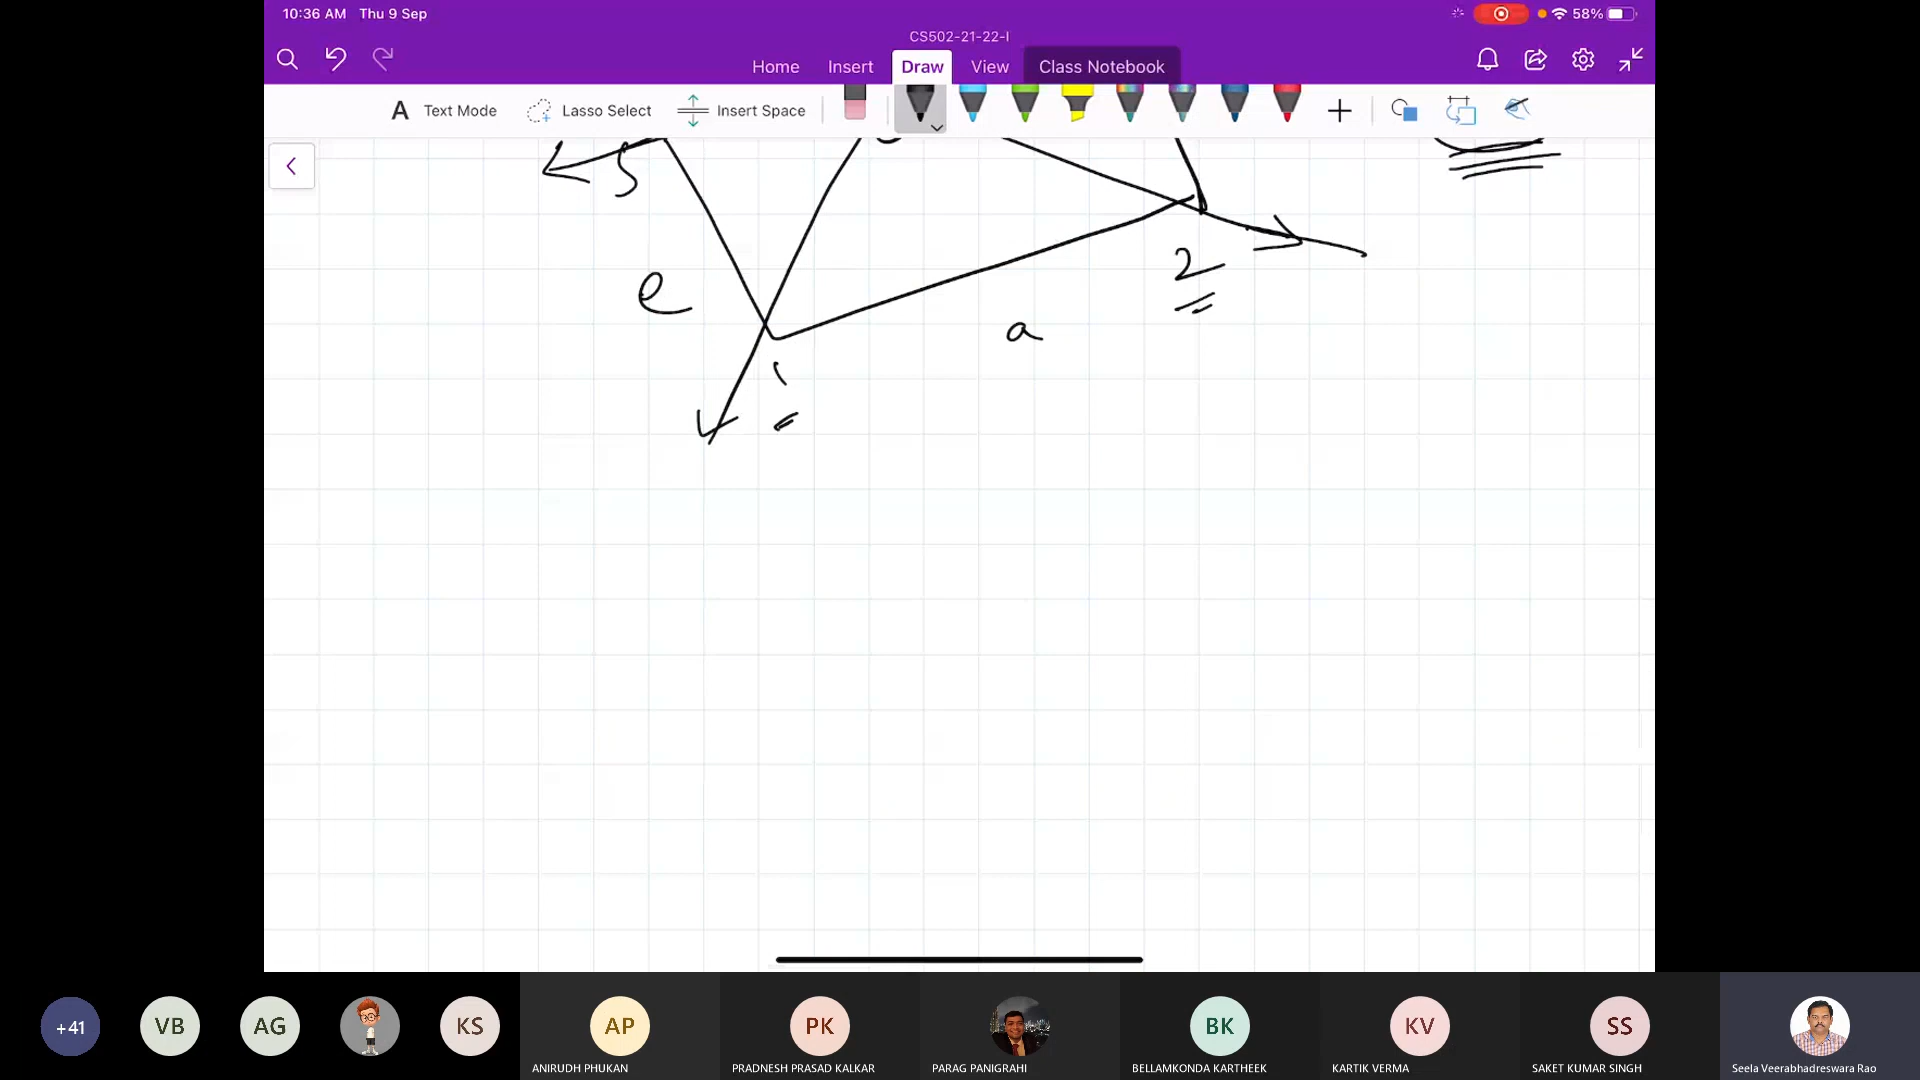 10:36 AM Thu 9 Sep
58%
CS502-21-22-I
Home Insert Draw View Class Notebook
A Text Mode Lasso Select Insert Space
5
2
e
a
1
+41 VB AG KS AP PK BK KV SS
ANIRUDH PHUKAN PRADNESH PRASAD KALKAR PARAG PANIGRAHI BELLAMKONDA KARTHEEK KARTIK VERMA SAKET KUMAR SINGH Seela Veerabhadreswara Rao